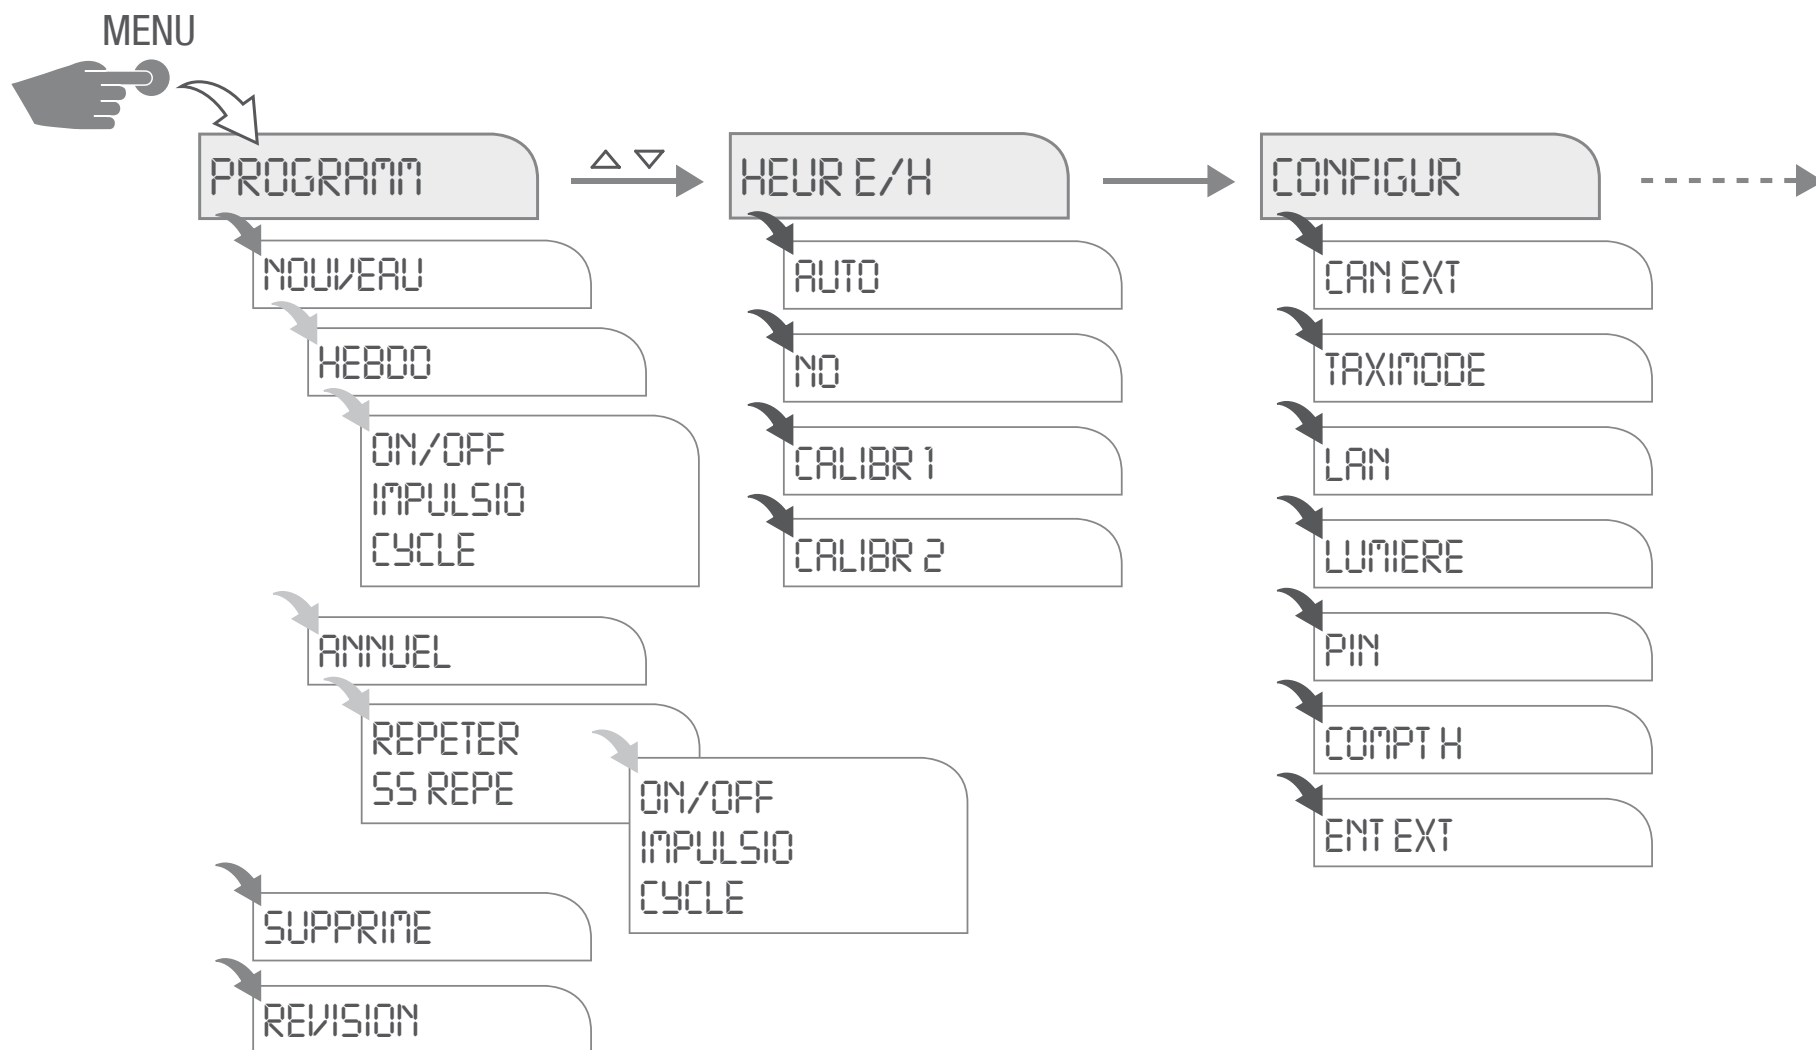 MENU
PROGRAMM
NOUVEAU
HEBDO
ON/OFF
IMPULSIO
CYCLE
ANNUEL
REPETER
SS REPE
ON/OFF
IMPULSIO
CYCLE
SUPPRIME
REVISION
HEUR E/H
AUTO
NO
CALIBR 1
CALIBR 2
CONFIGUR
CAN EXT
TAXIMODE
LAN
LUMIERE
PIN
COMPT H
ENT EXT